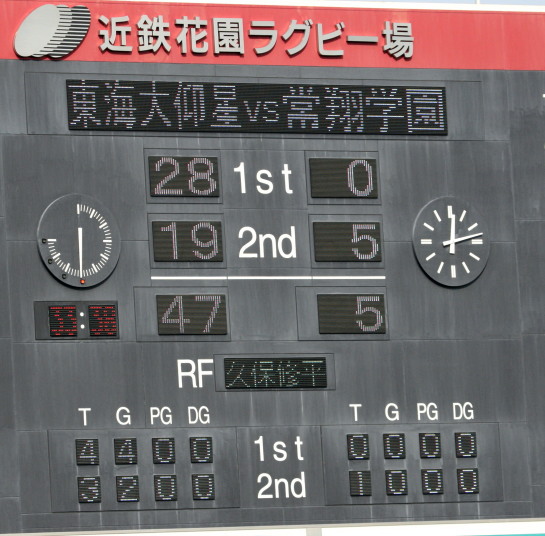 近鉄花園ラグビー場
東海大仰星vs常翔学園
28 1st 0
19 2nd 5
47 5
RF 久保修平
T G PG DG T G PG DG
4 4 0 0 1st 0 0 0 0
3 2 0 0 2nd 1 0 0 0